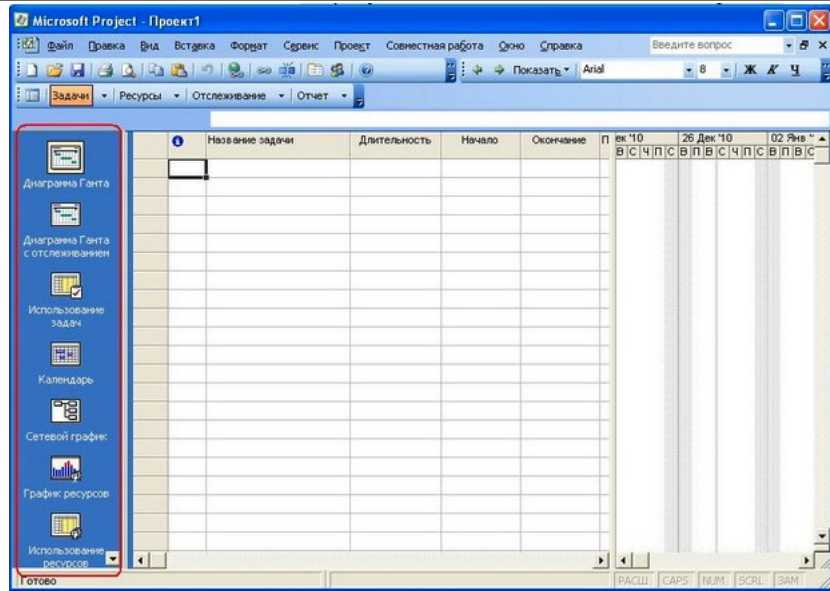 Microsoft Project - Проект1
Файл Правка Вид Вставка Формат Сервис Проект Совместная работа Окно Справка Введите вопрос
Показать Arial 8 Ж К Ч
Задачи Ресурсы Отслеживание Отчет
Название задачи Длительность Начало Окончание П ек '10 26 Дек '10 02 Янв '
В С Ч П С В П В С Ч П С В П В С
Диаграмма Ганта
Диаграмма Ганта
с отслеживанием
Использование
задач
Календарь
Сетевой график
График ресурсов
Использование
ресурсов
Готово РАСШ CAPS NUM SCRL ЗАМ